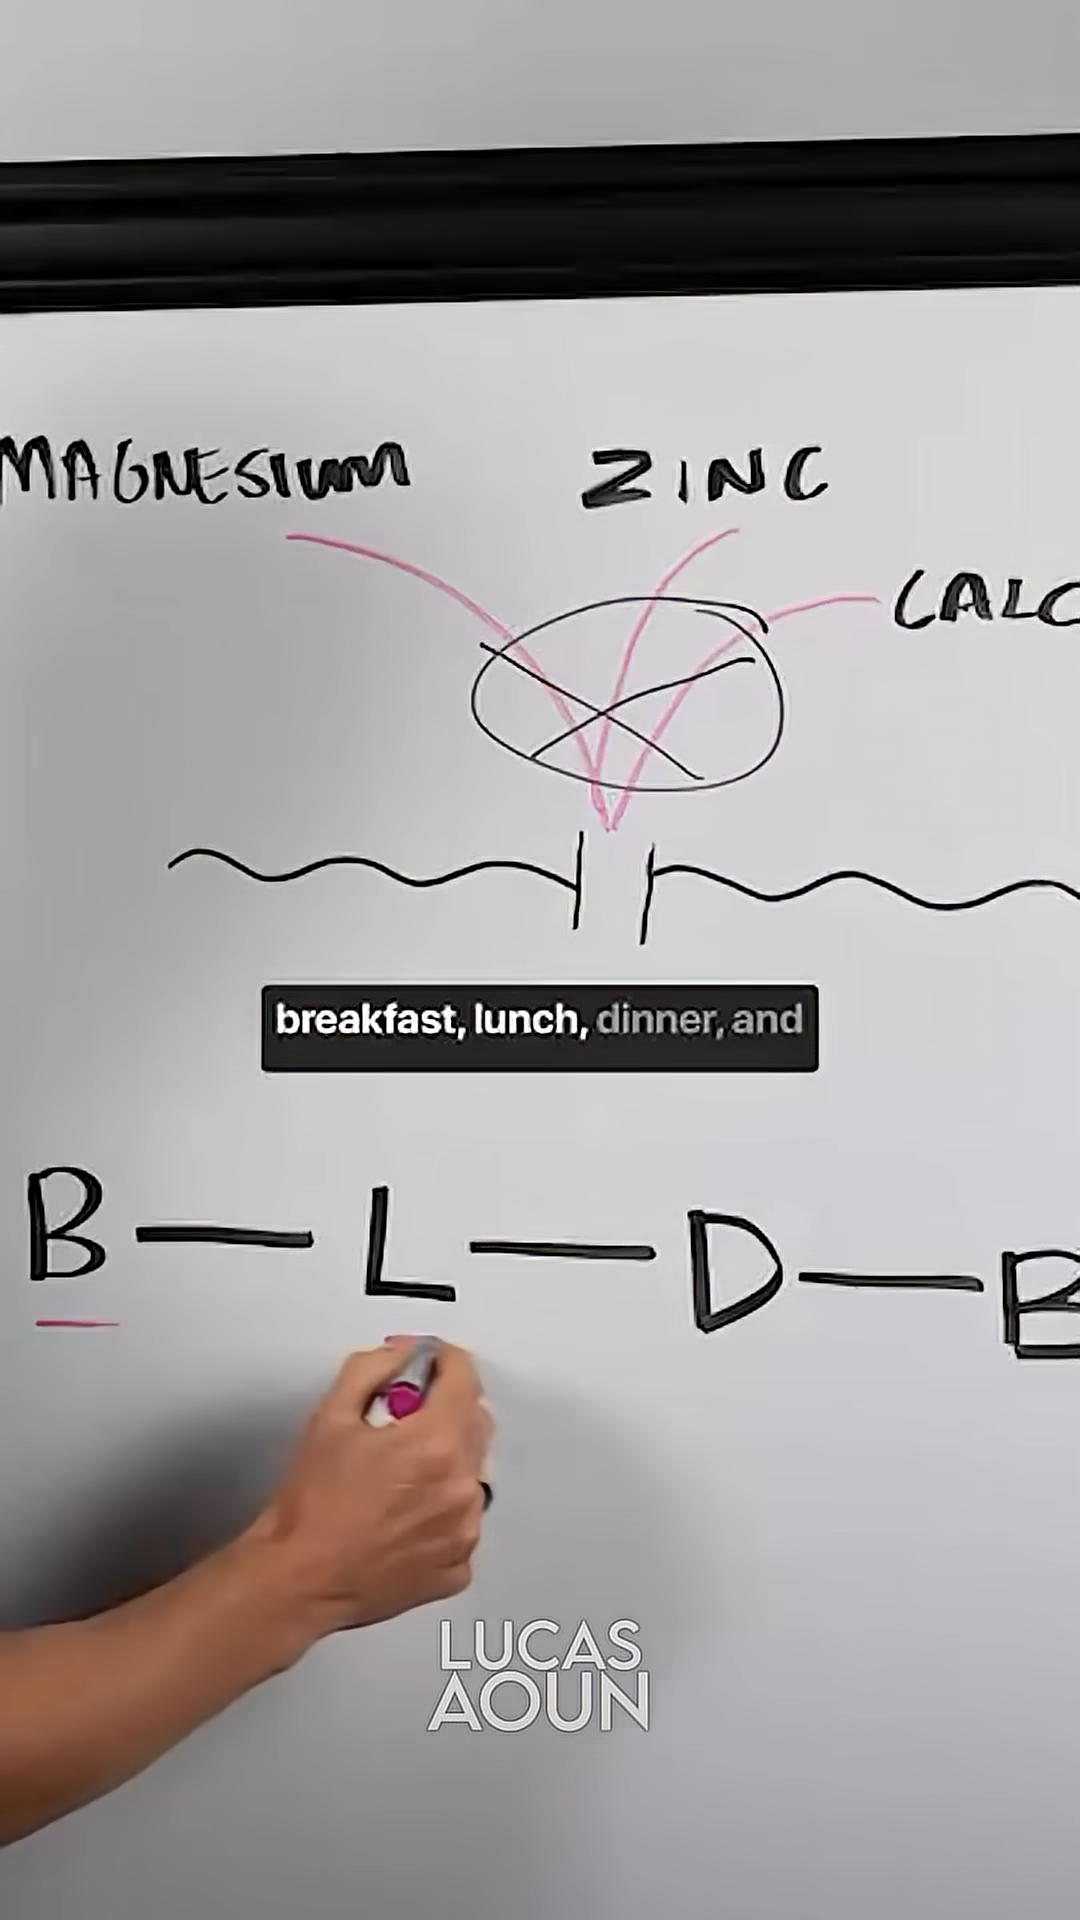 MAGNESIUM
ZINC
CALC
breakfast, lunch, dinner, and
B — L — D — B
LUCAS
AOUN